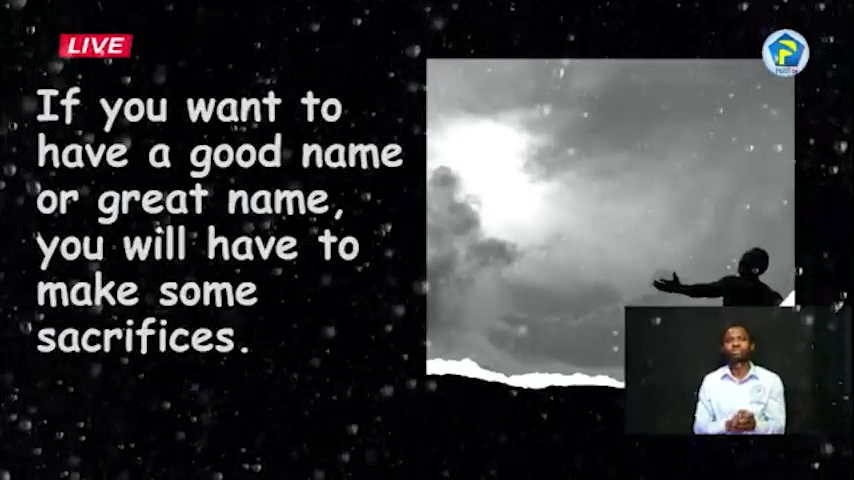 LIVE
If you want to
have a good name
or great name,
you will have to
make some
sacrifices.